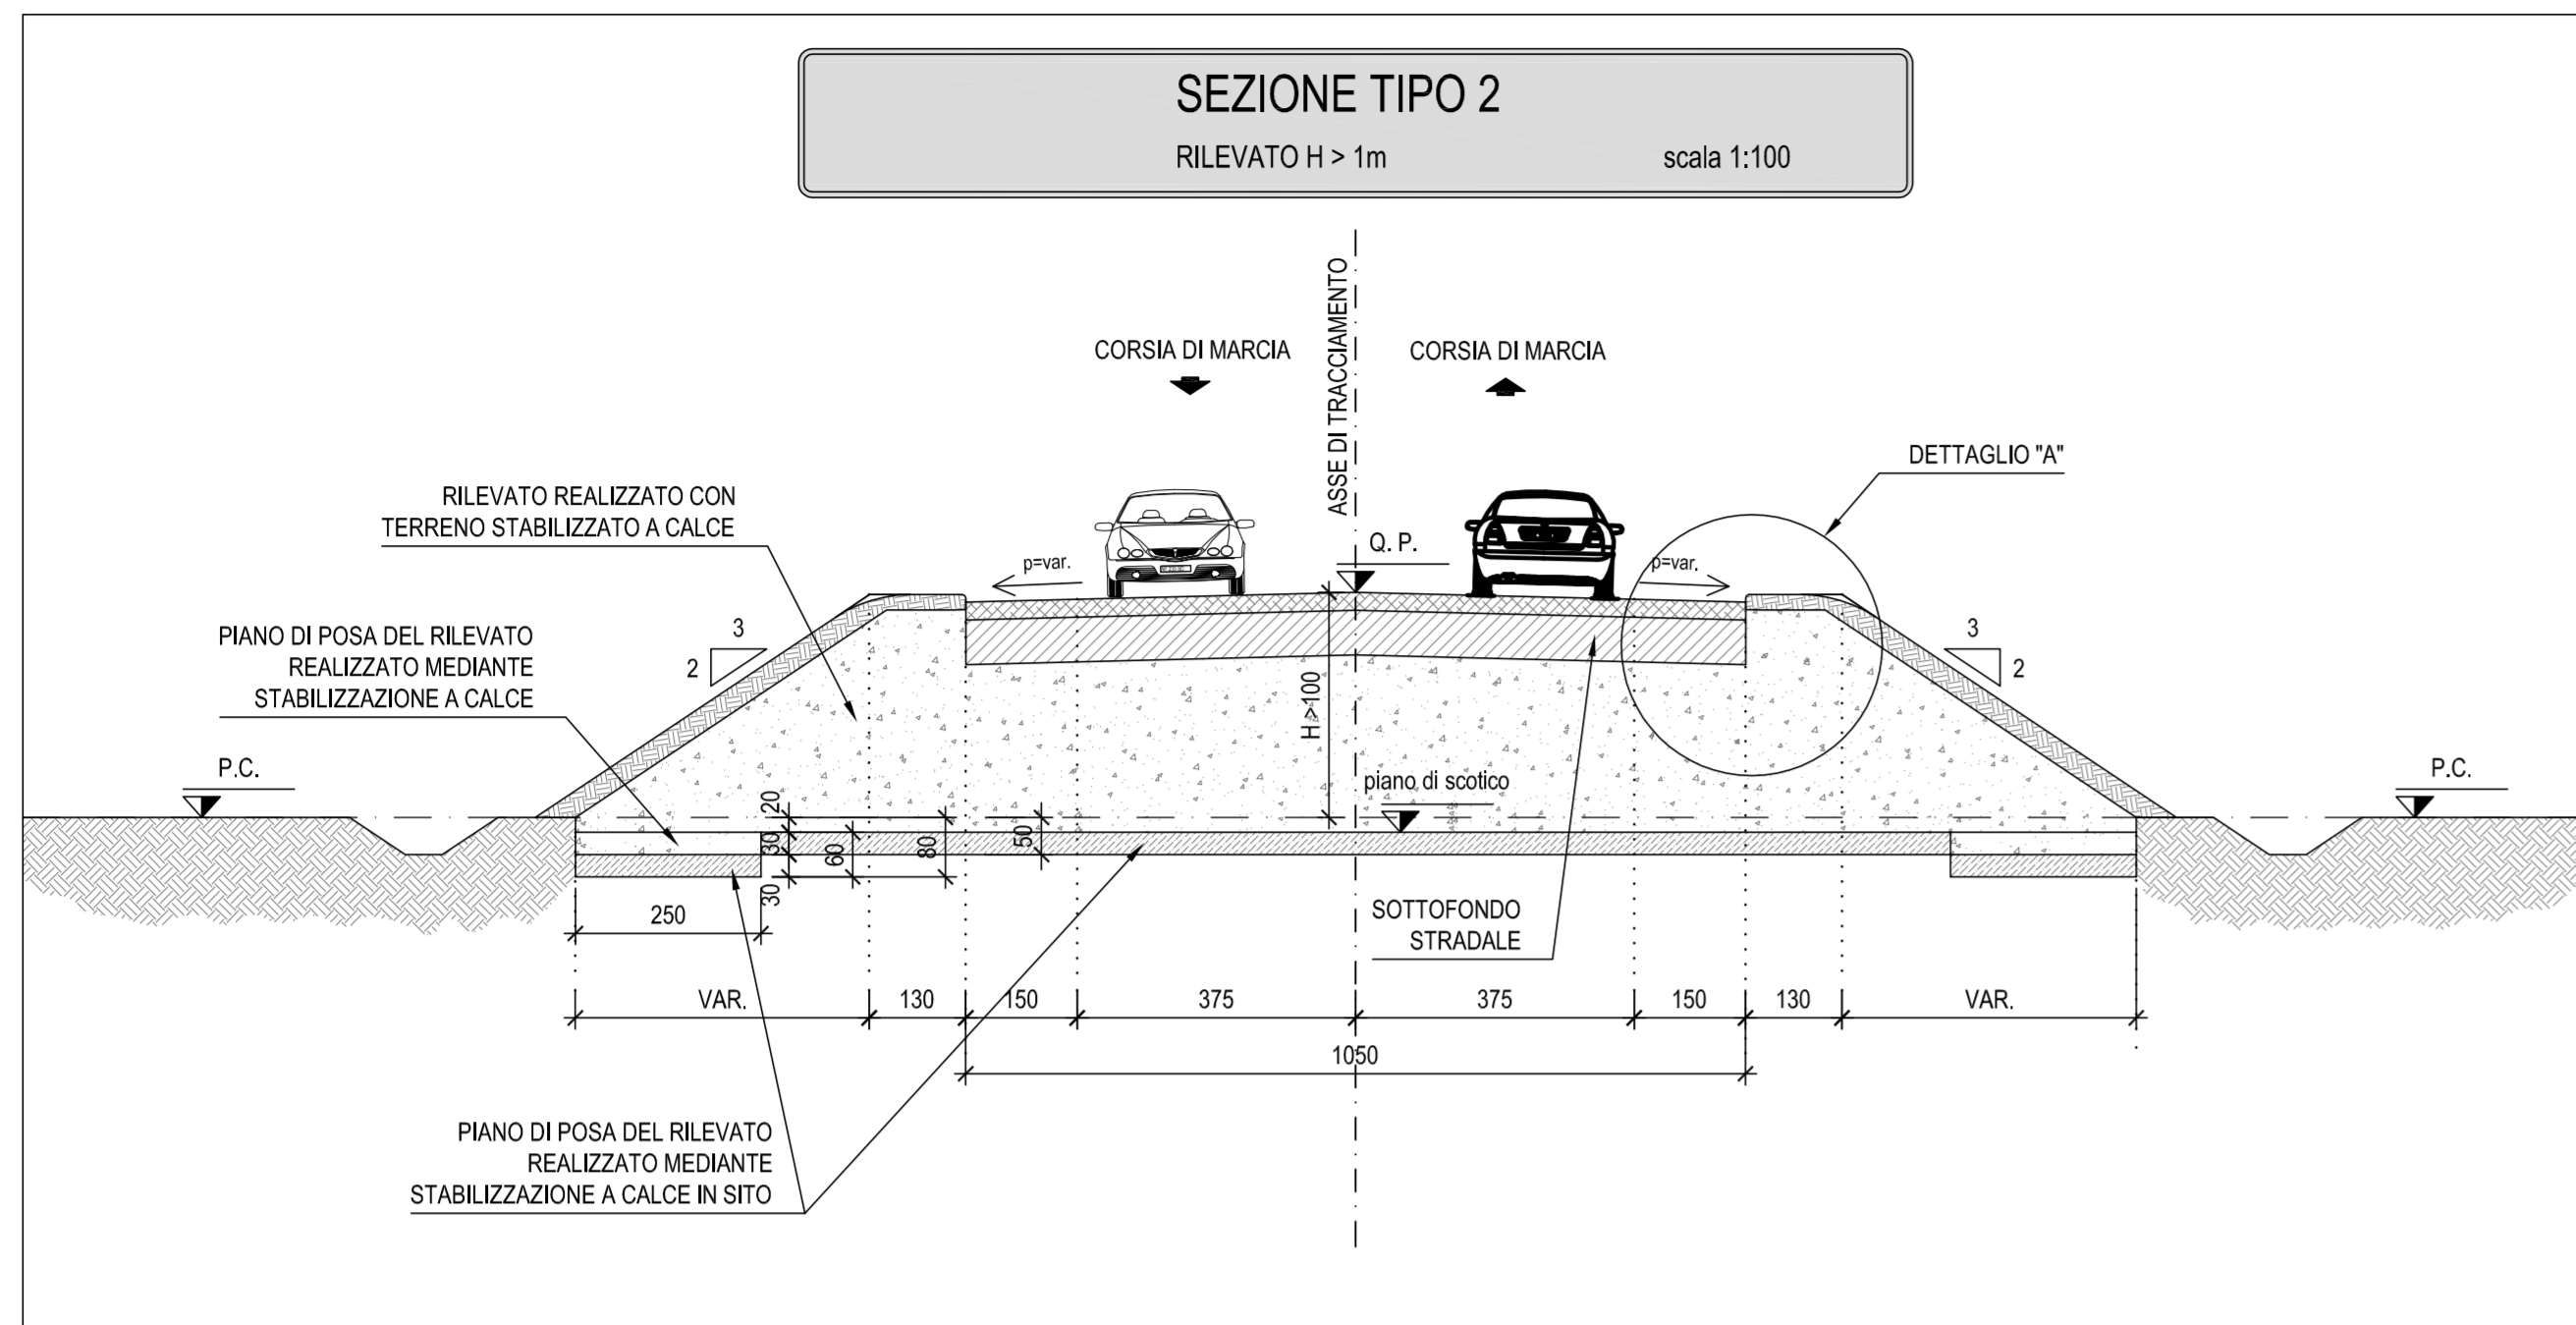 SEZIONE TIPO 2
RILEVATO H > 1m scala 1:100
ASSE DI TRACCIAMENTO
CORSIA DI MARCIA
CORSIA DI MARCIA
DETTAGLIO "A"
RILEVATO REALIZZATO CON
TERRENO STABILIZZATO A CALCE
Q. P.
p=var.
p=var.
PIANO DI POSA DEL RILEVATO
REALIZZATO MEDIANTE
STABILIZZAZIONE A CALCE
3
2
3
2
H >100
P.C.
piano di scotico
P.C.
20
30
60
80
50
30
250
SOTTOFONDO
STRADALE
VAR. 130 150 375 375 150 130 VAR.
1050
PIANO DI POSA DEL RILEVATO
REALIZZATO MEDIANTE
STABILIZZAZIONE A CALCE IN SITO